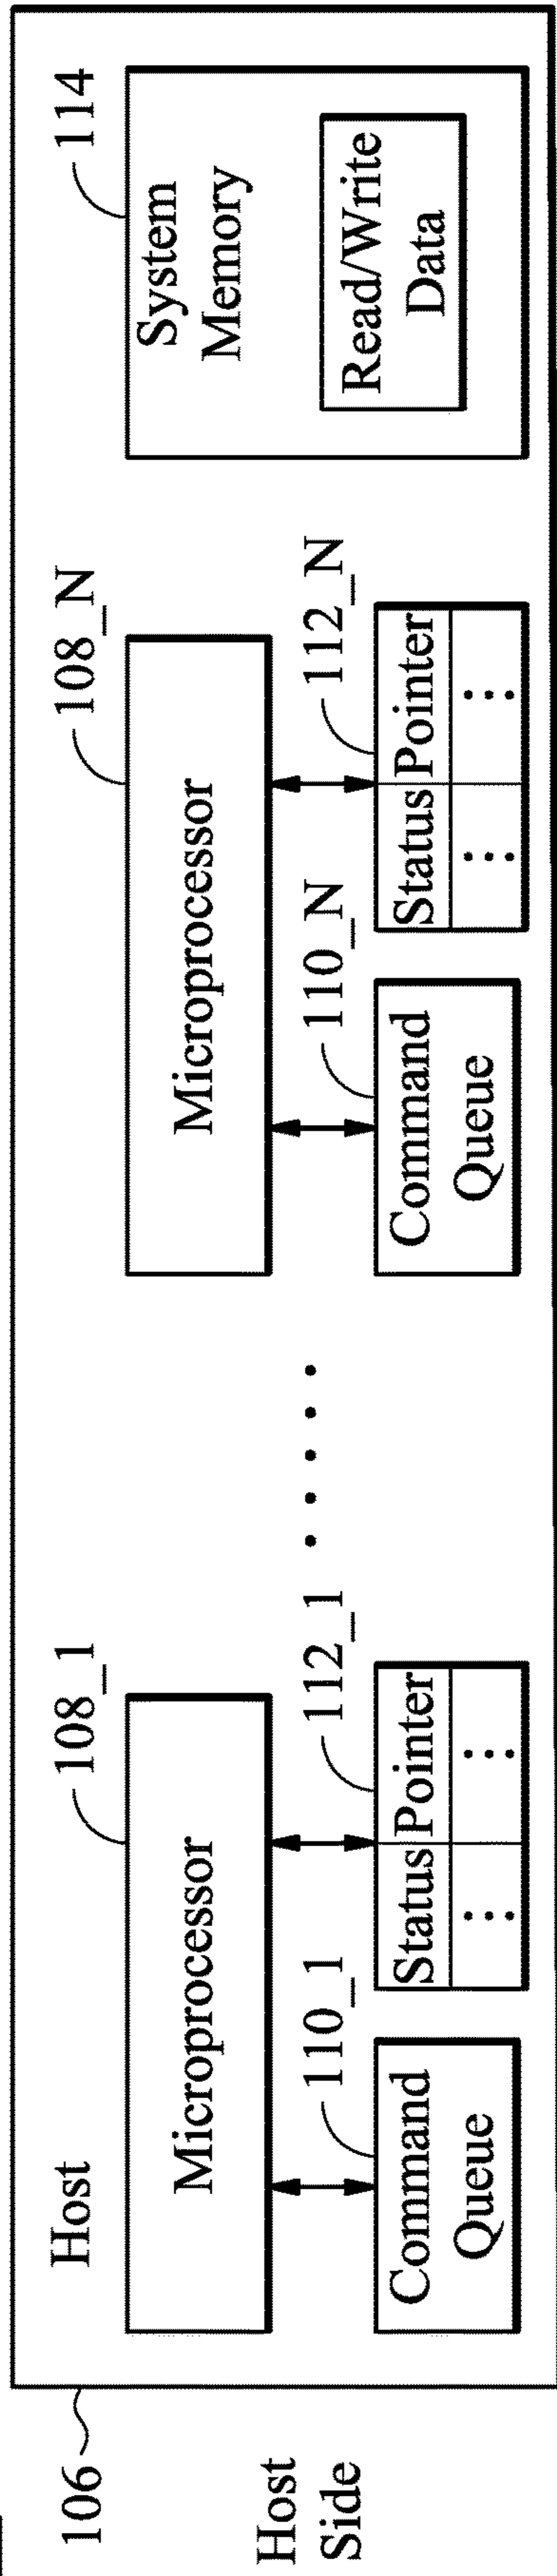 106
Host
Side
Host
108_1
108_N
114
Microprocessor
Microprocessor
System
Memory
110_1
112_1
. . . . .
110_N
112_N
Read/Write
Data
Command
Queue
Status
Pointer
⋮
⋮
Command
Queue
Status
Pointer
⋮
⋮